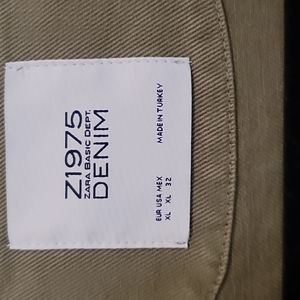 Z1975
ZARA BASIC DEPT.
DENIM
EUR USA MEX
XL XL 32
MADE IN TURKEY